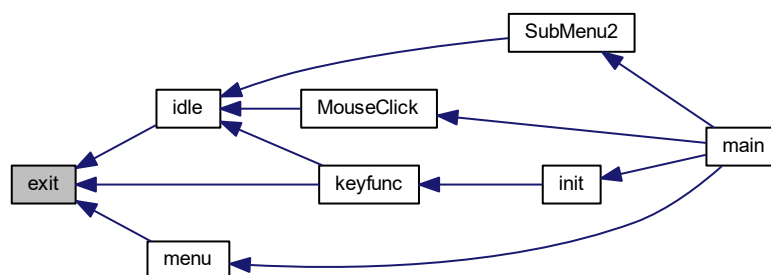 SubMenu2
idle
MouseClick
main
exit
keyfunc
init
menu